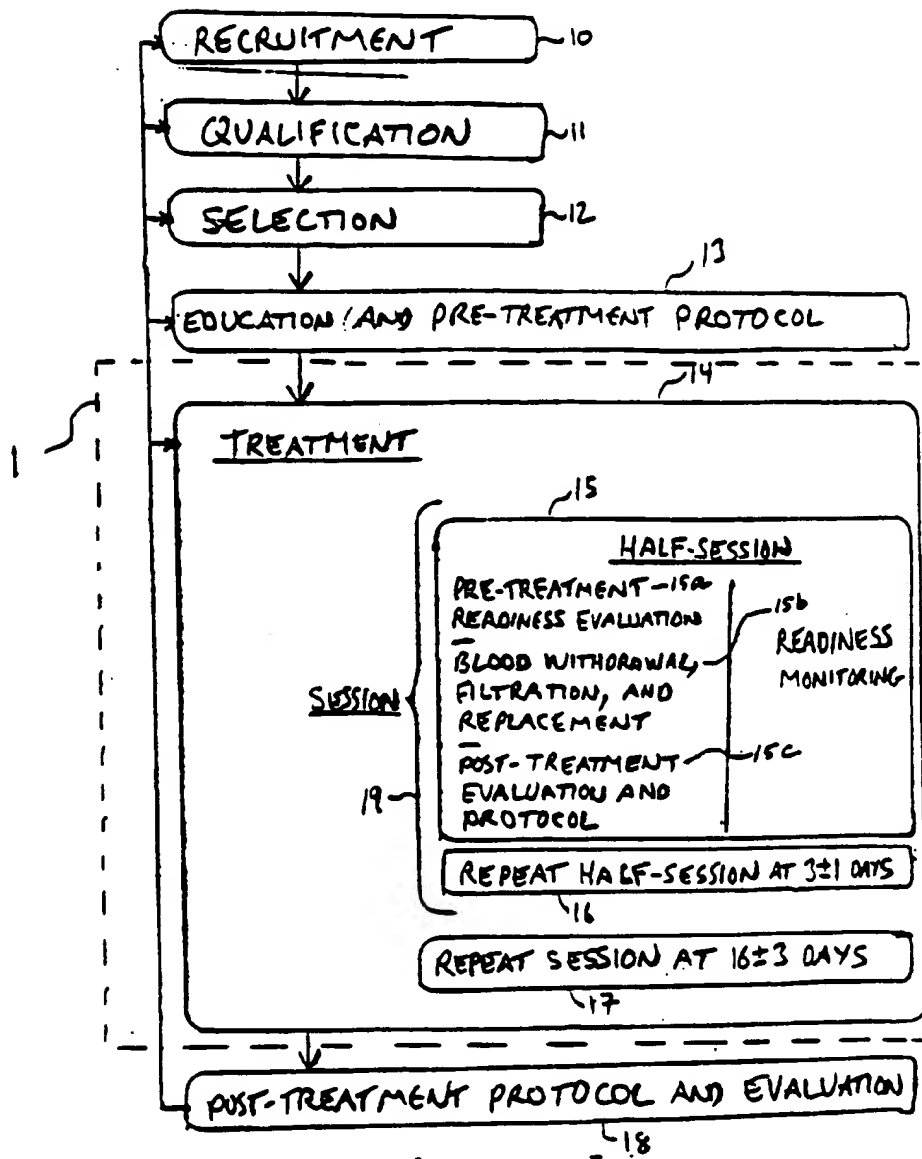 RECRUITMENT 10
QUALIFICATION 11
SELECTION 12
13
EDUCATION AND PRE-TREATMENT PROTOCOL
14
1
TREATMENT
15
HALF-SESSION
PRE-TREATMENT 15a
READINESS EVALUATION
15b
BLOOD WITHDRAWAL,
FILTRATION, AND
REPLACEMENT
READINESS
MONITORING
SESSION
POST-TREATMENT 15c
EVALUATION AND
PROTOCOL
19
REPEAT HALF-SESSION AT 3±1 DAYS
16
REPEAT SESSION AT 16±3 DAYS
17
POST-TREATMENT PROTOCOL AND EVALUATION
18